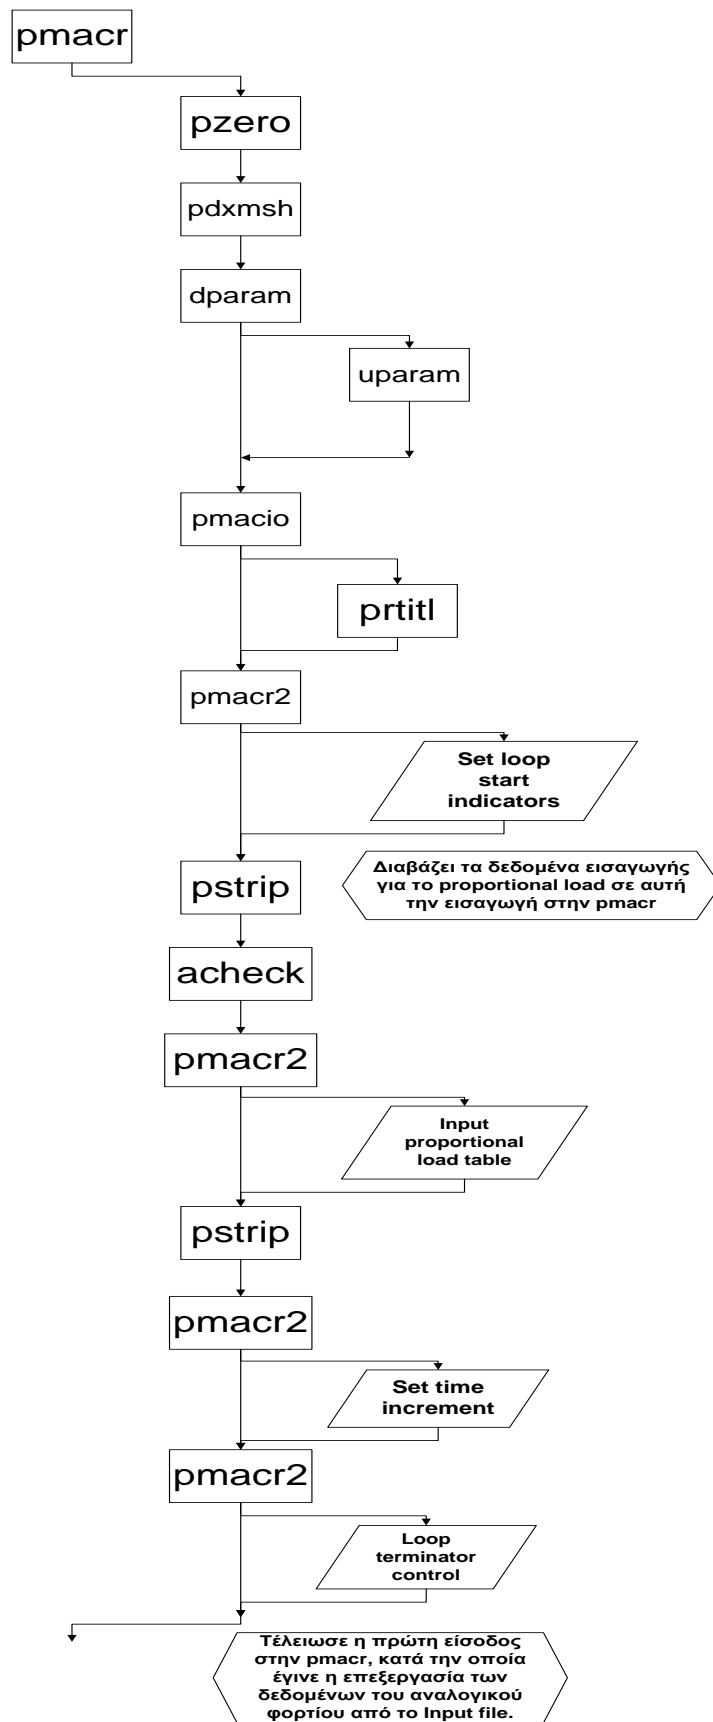 pmacr
pzero
pdxmsh
dparam
uparam
pmacio
prtitl
pmacr2
Set loop
start
indicators
pstrip
Διαβάζει τα δεδομένα εισαγωγής
για το proportional load σε αυτή
την εισαγωγή στην pmacr
acheck
pmacr2
Input
proportional
load table
pstrip
pmacr2
Set time
increment
pmacr2
Loop
terminator
control
Τέλειωσε η πρώτη είσοδος
στην pmacr, κατά την οποία
έγινε η επεξεργασία των
δεδομένων του αναλογικού
φορτίου από το Input file.